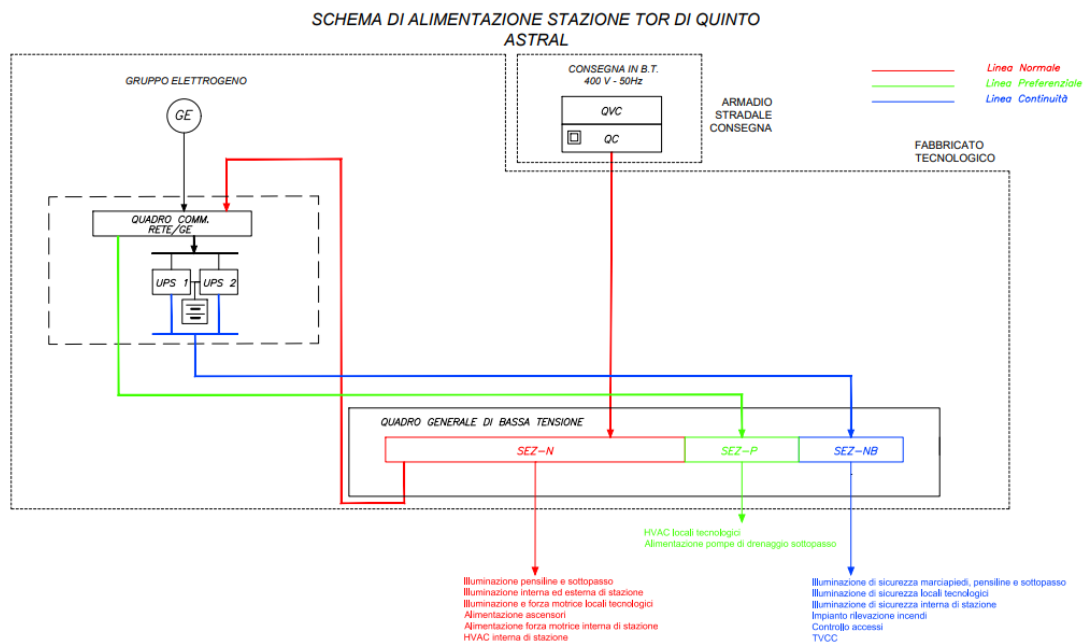 SCHEMA DI ALIMENTAZIONE STAZIONE TOR DI QUINTO
ASTRAL
GRUPPO ELETTROGENO
GE
CONSEGNA IN B.T.
400 V - 50Hz
QVC
QC
ARMADIO
STRADALE
CONSEGNA
Linea Normale
Linea Preferenziale
Linea Continuità
FABBRICATO
TECNOLOGICO
QUADRO COMM.
RETE/GE
UPS 1
UPS 2
QUADRO GENERALE DI BASSA TENSIONE
SEZ-N
SEZ-P
SEZ-NB
HVAC locali tecnologici
Alimentazione pompe di drenaggio sottopasso
Illuminazione pensiline e sottopasso
Illuminazione interna ed esterna di stazione
Illuminazione e forza motrice locali tecnologici
Alimentazione ascensori
Alimentazione forza motrice interna di stazione
HVAC interna di stazione
Illuminazione di sicurezza marciapiedi, pensiline e sottopasso
Illuminazione di sicurezza locali tecnologici
Illuminazione di sicurezza interna di stazione
Impianto rilevazione incendi
Controllo accessi
TVCC